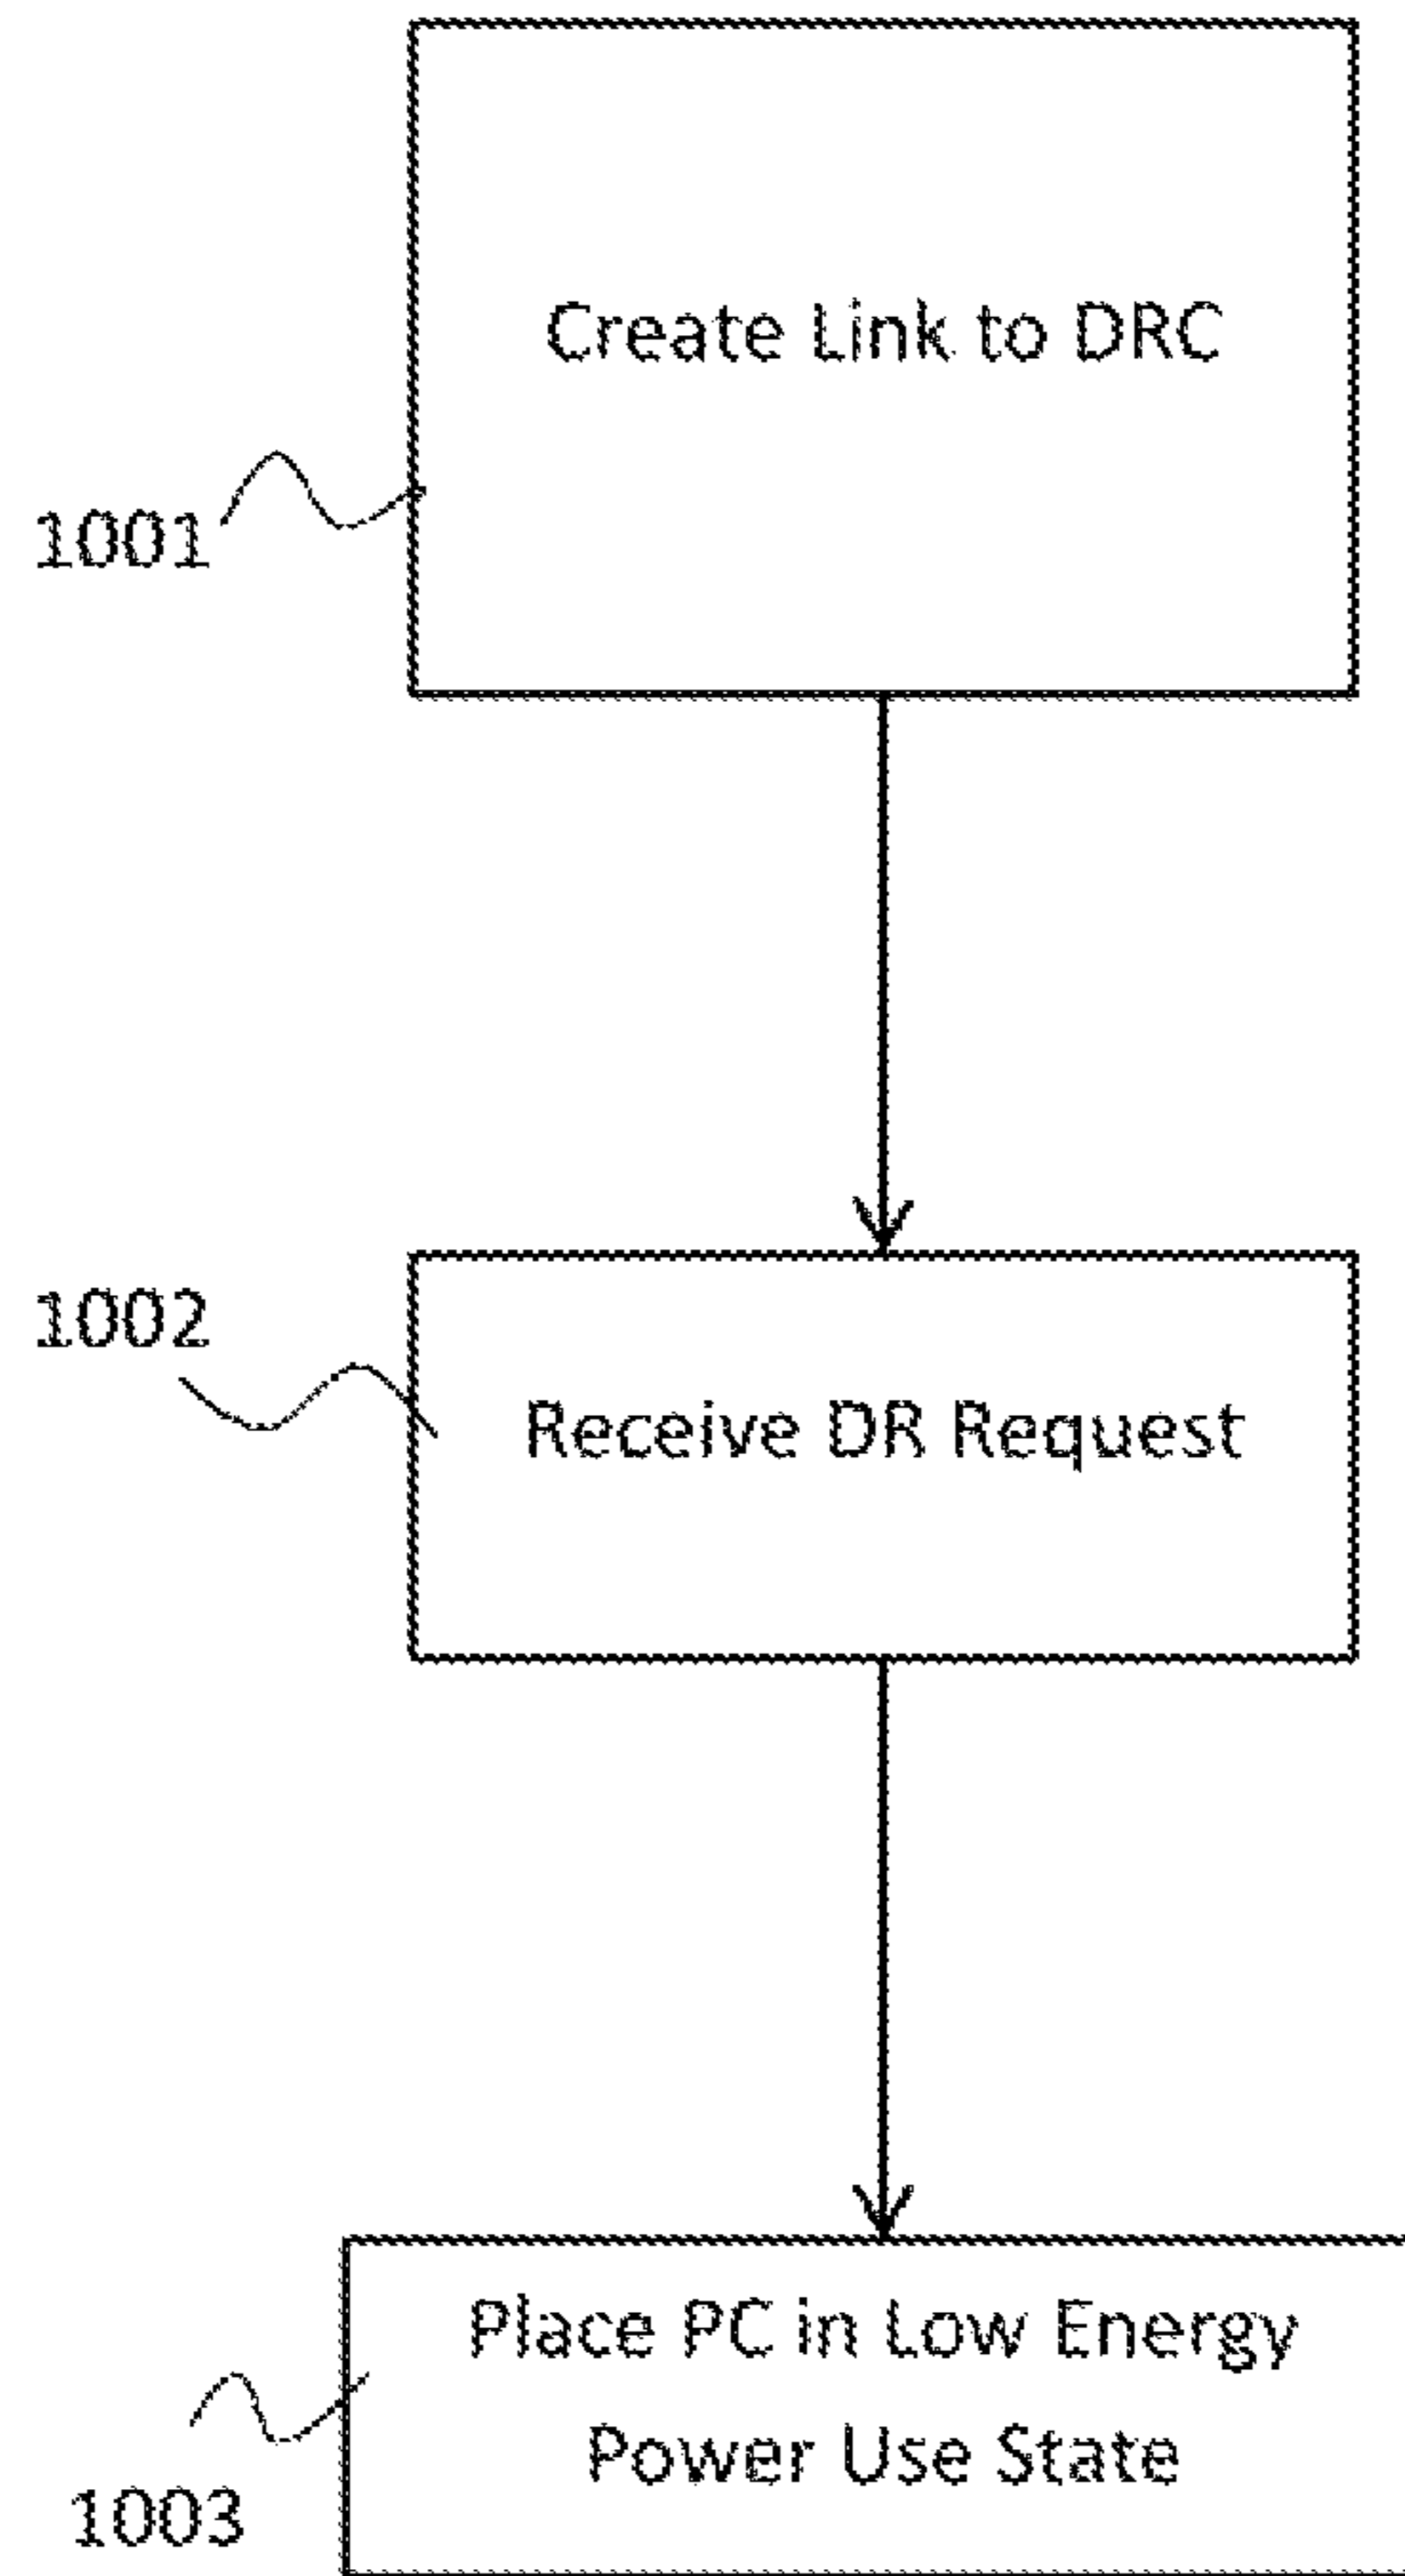 Create Link to DRC
1001
1002
Receive DR Request
Place PC in Low Energy
Power Use State
1003